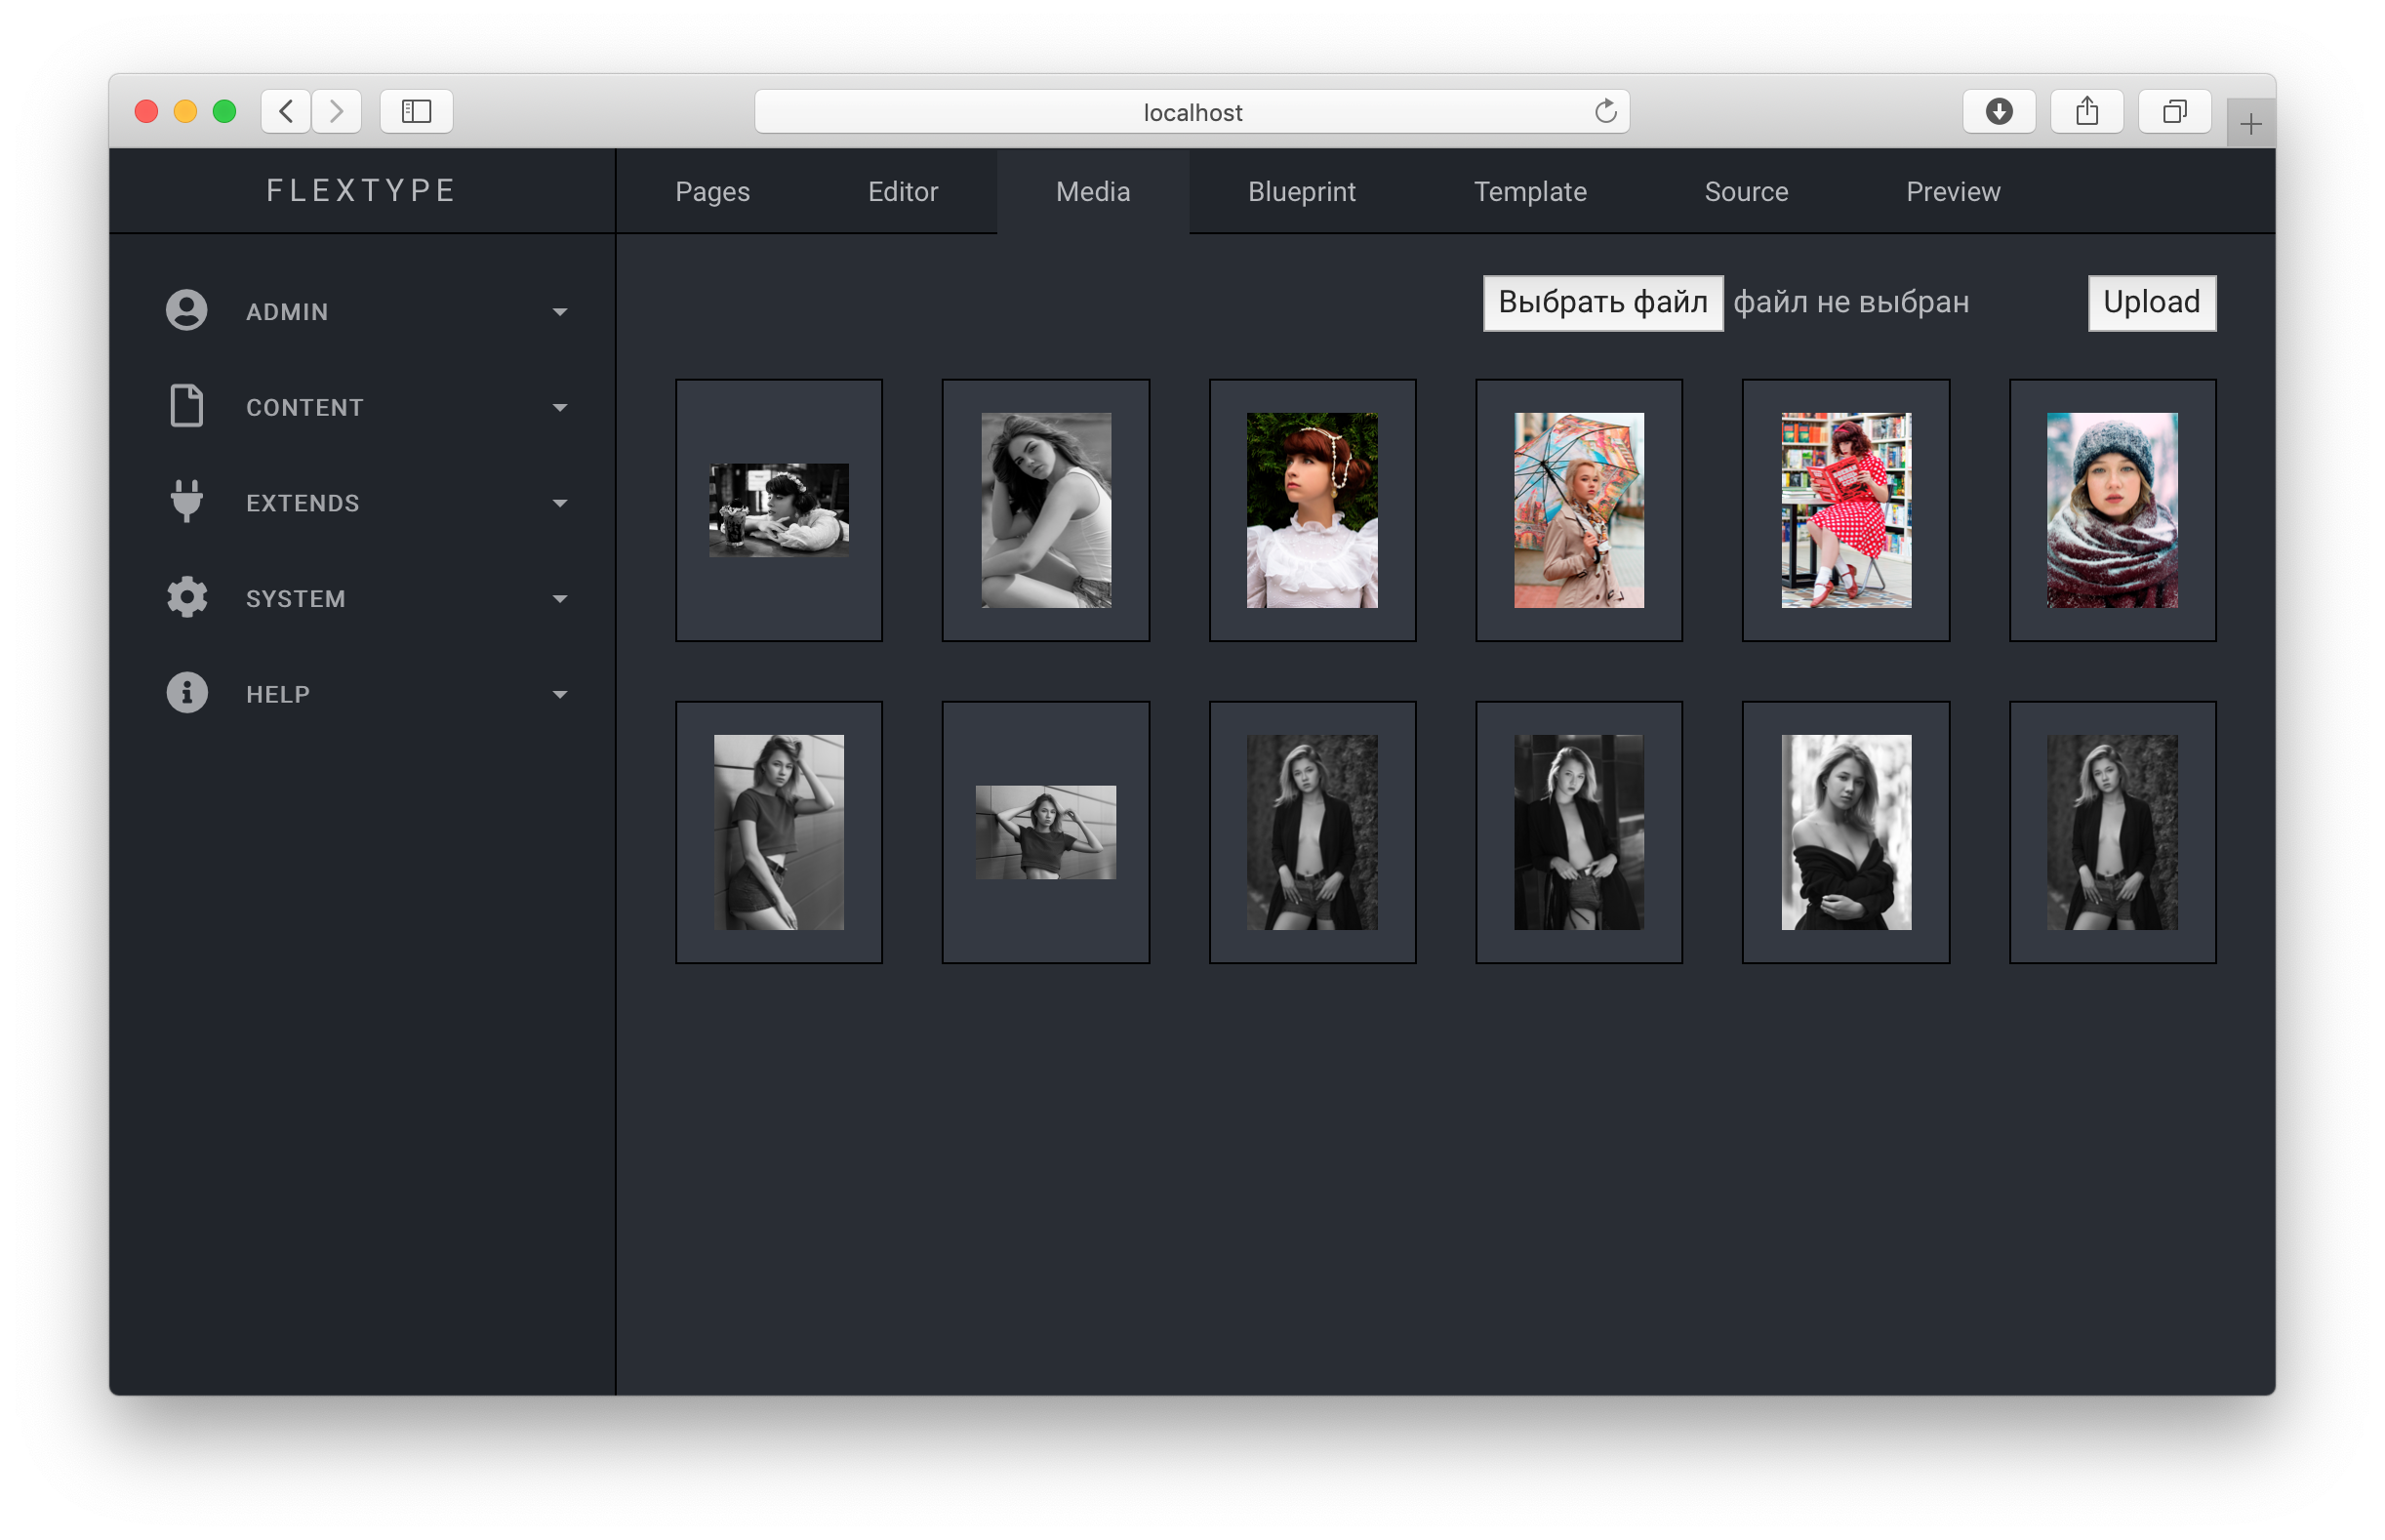 localhost
FLEXTYPE
Pages Editor Media Blueprint Template Source Preview
ADMIN
CONTENT
EXTENDS
SYSTEM
HELP
Выбрать файл файл не выбран Upload